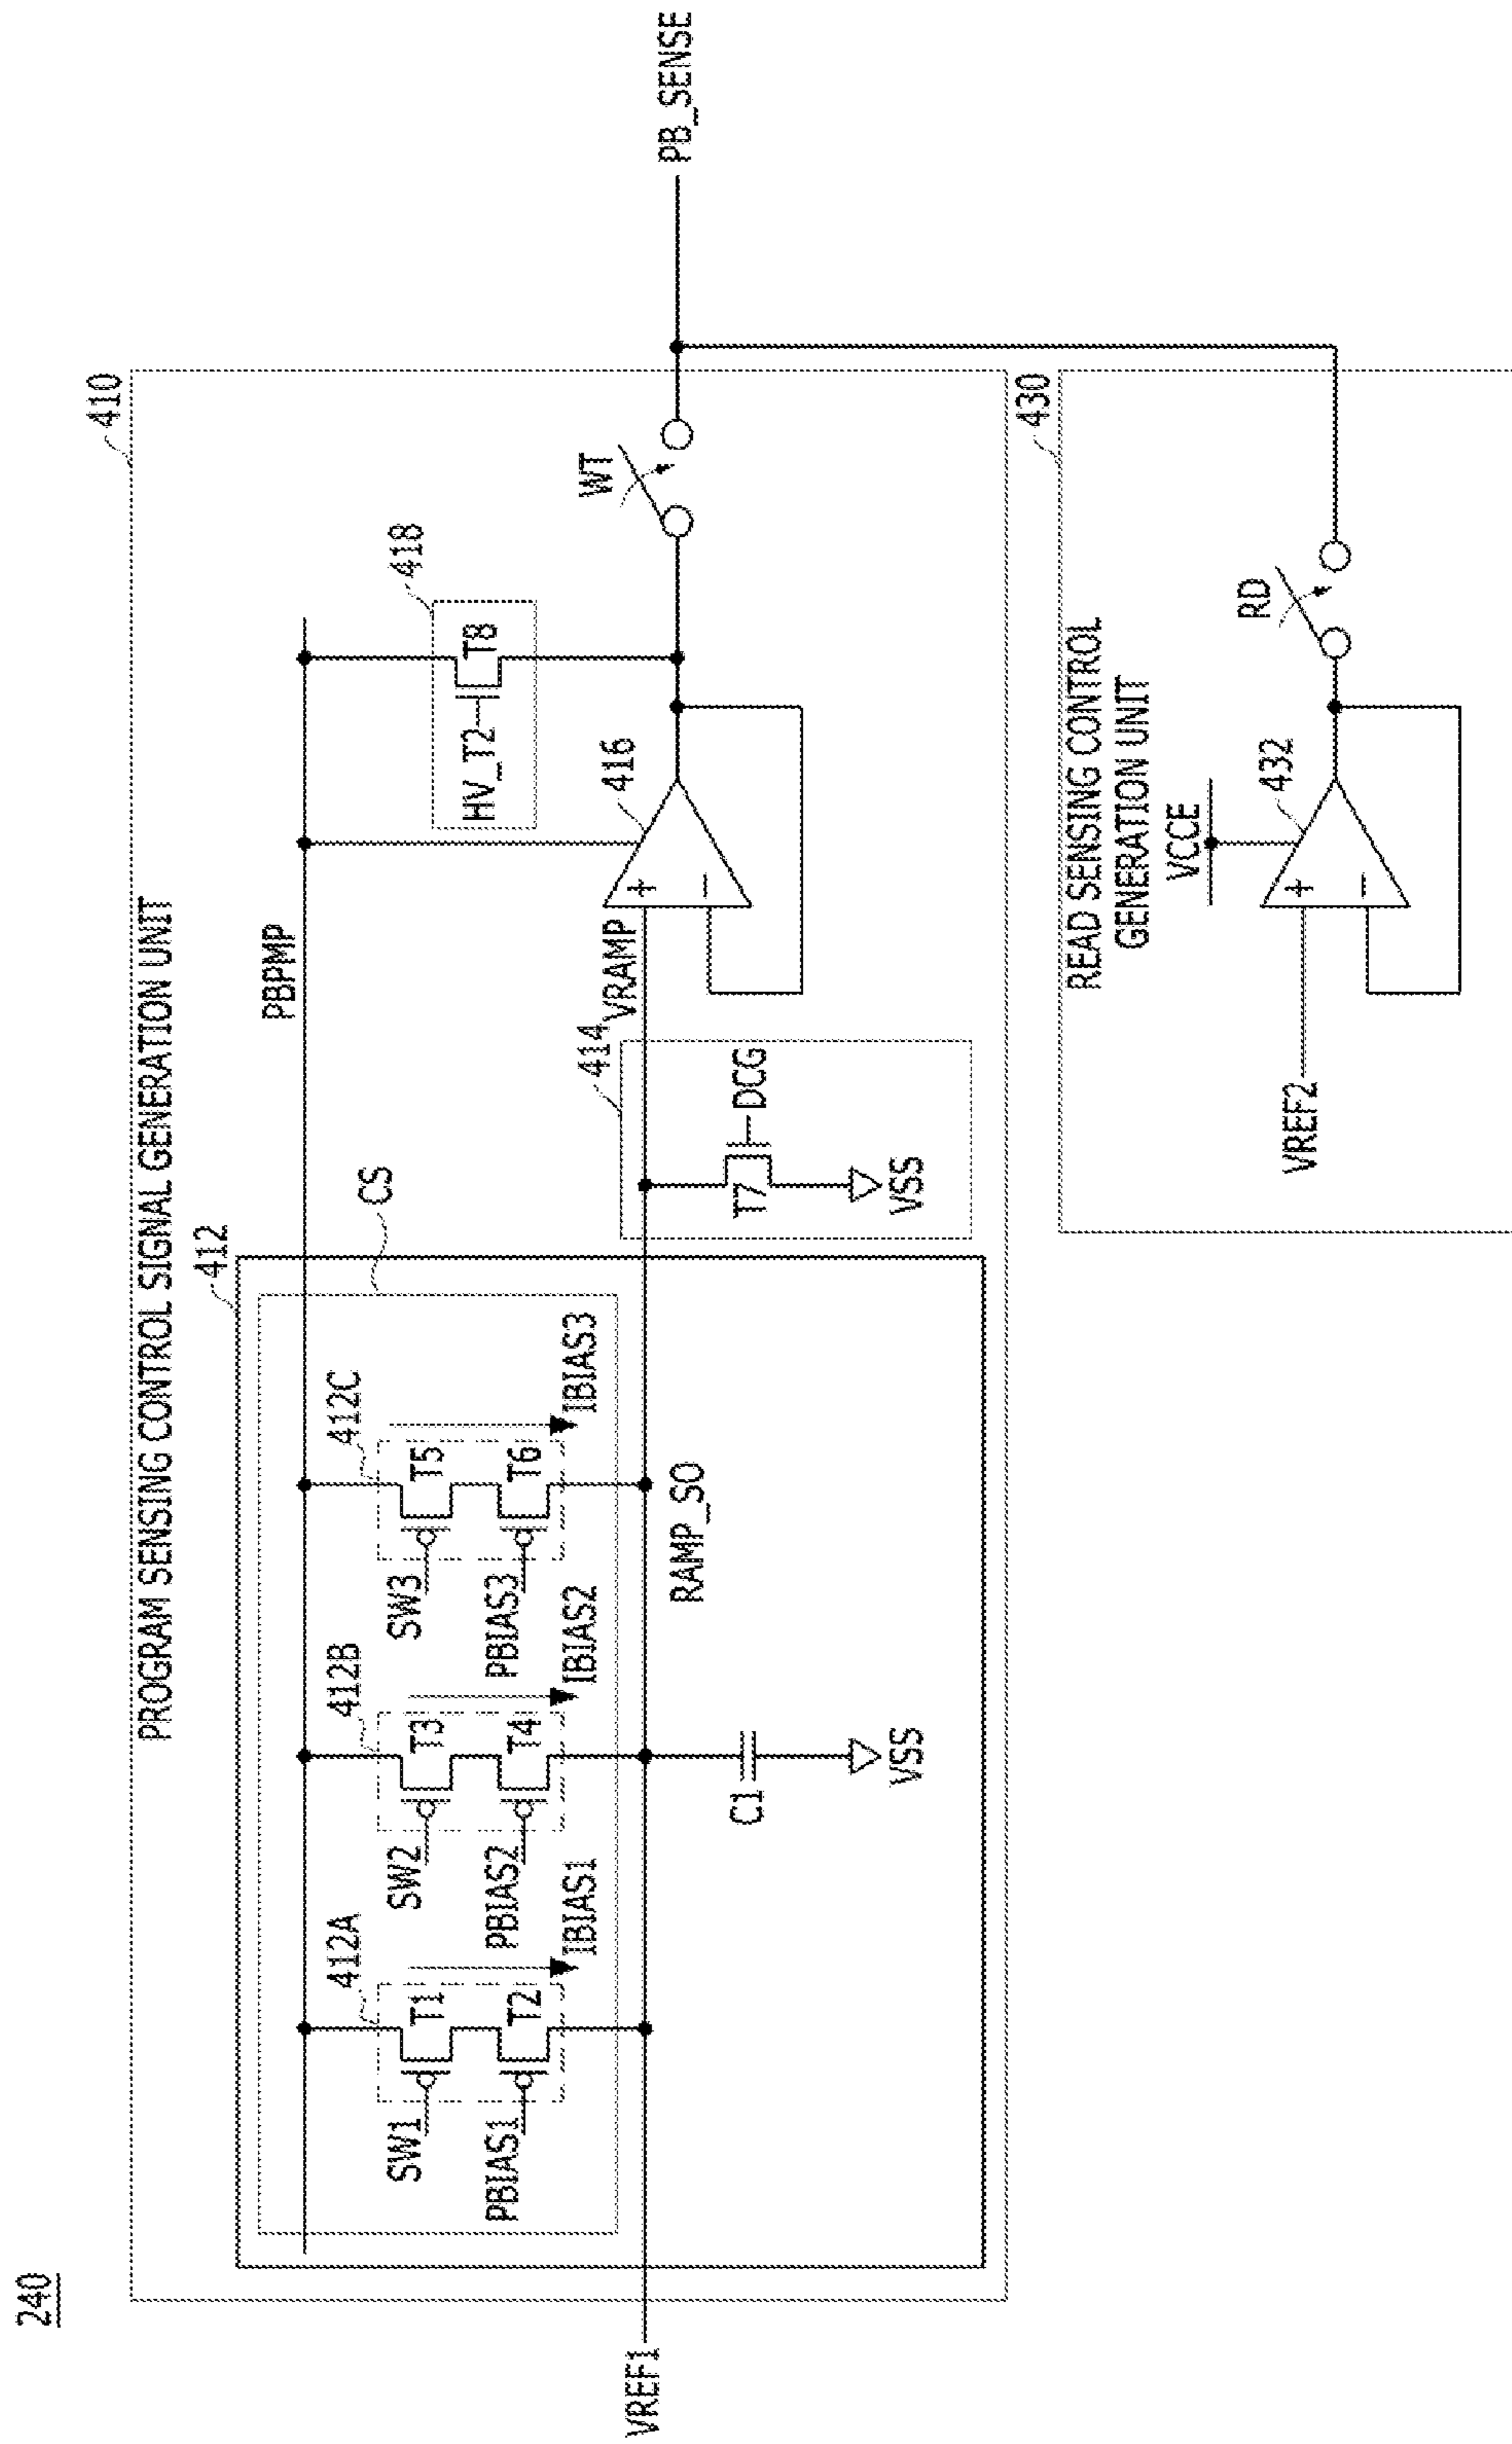 240
PROGRAM SENSING CONTROL SIGNAL GENERATION UNIT
410
412
CS
PBPMP
412A
412B
412C
418
SW1
T1
SW2
T3
SW3
T5
HV_T2
T8
PBIAS1
T2
PBIAS2
T4
PBIAS3
T6
IBIAS1
IBIAS2
IBIAS3
414
VRAMP
416
WT
PB_SENSE
VREF1
RAMP_SO
+
−
C1
VSS
T7
DCG
VSS
430
READ SENSING CONTROL
GENERATION UNIT
VCCE
432
RD
VREF2
+
−